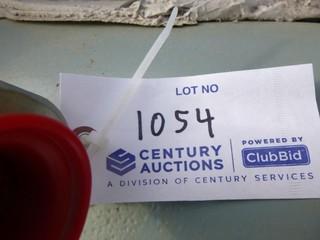 LOT NO
1054
CENTURY AUCTIONS
POWERED BY
ClubBid
A DIVISION OF CENTURY SERVICES